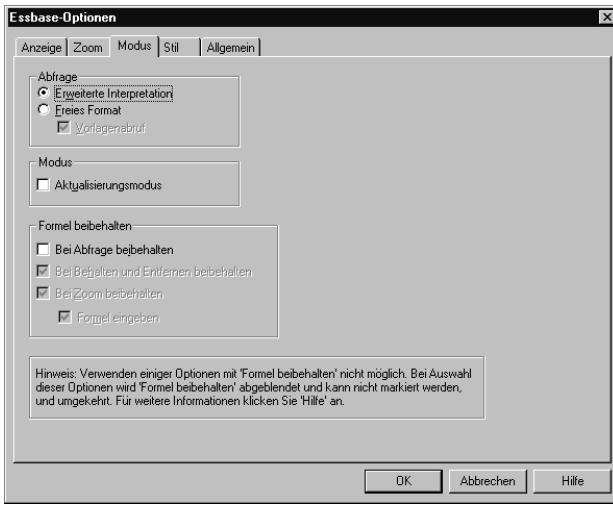 Essbase-Optionen
Anzeige Zoom Modus Stil Allgemein
Abfrage
Erweiterte Interpretation
Freies Format
Vorlagenabruf
Modus
Aktualisierungsmodus
Formel beibehalten
Bei Abfrage beibehalten
Bei Behalten und Entfernen beibehalten
Bei Zoom beibehalten
Formel eingeben
Hinweis: Verwenden einiger Optionen mit 'Formel beibehalten' nicht möglich. Bei Auswahl
dieser Optionen wird 'Formel beibehalten' abgeblendet und kann nicht markiert werden,
und umgekehrt. Für weitere Informationen klicken Sie 'Hilfe' an.
OK Abbrechen Hilfe